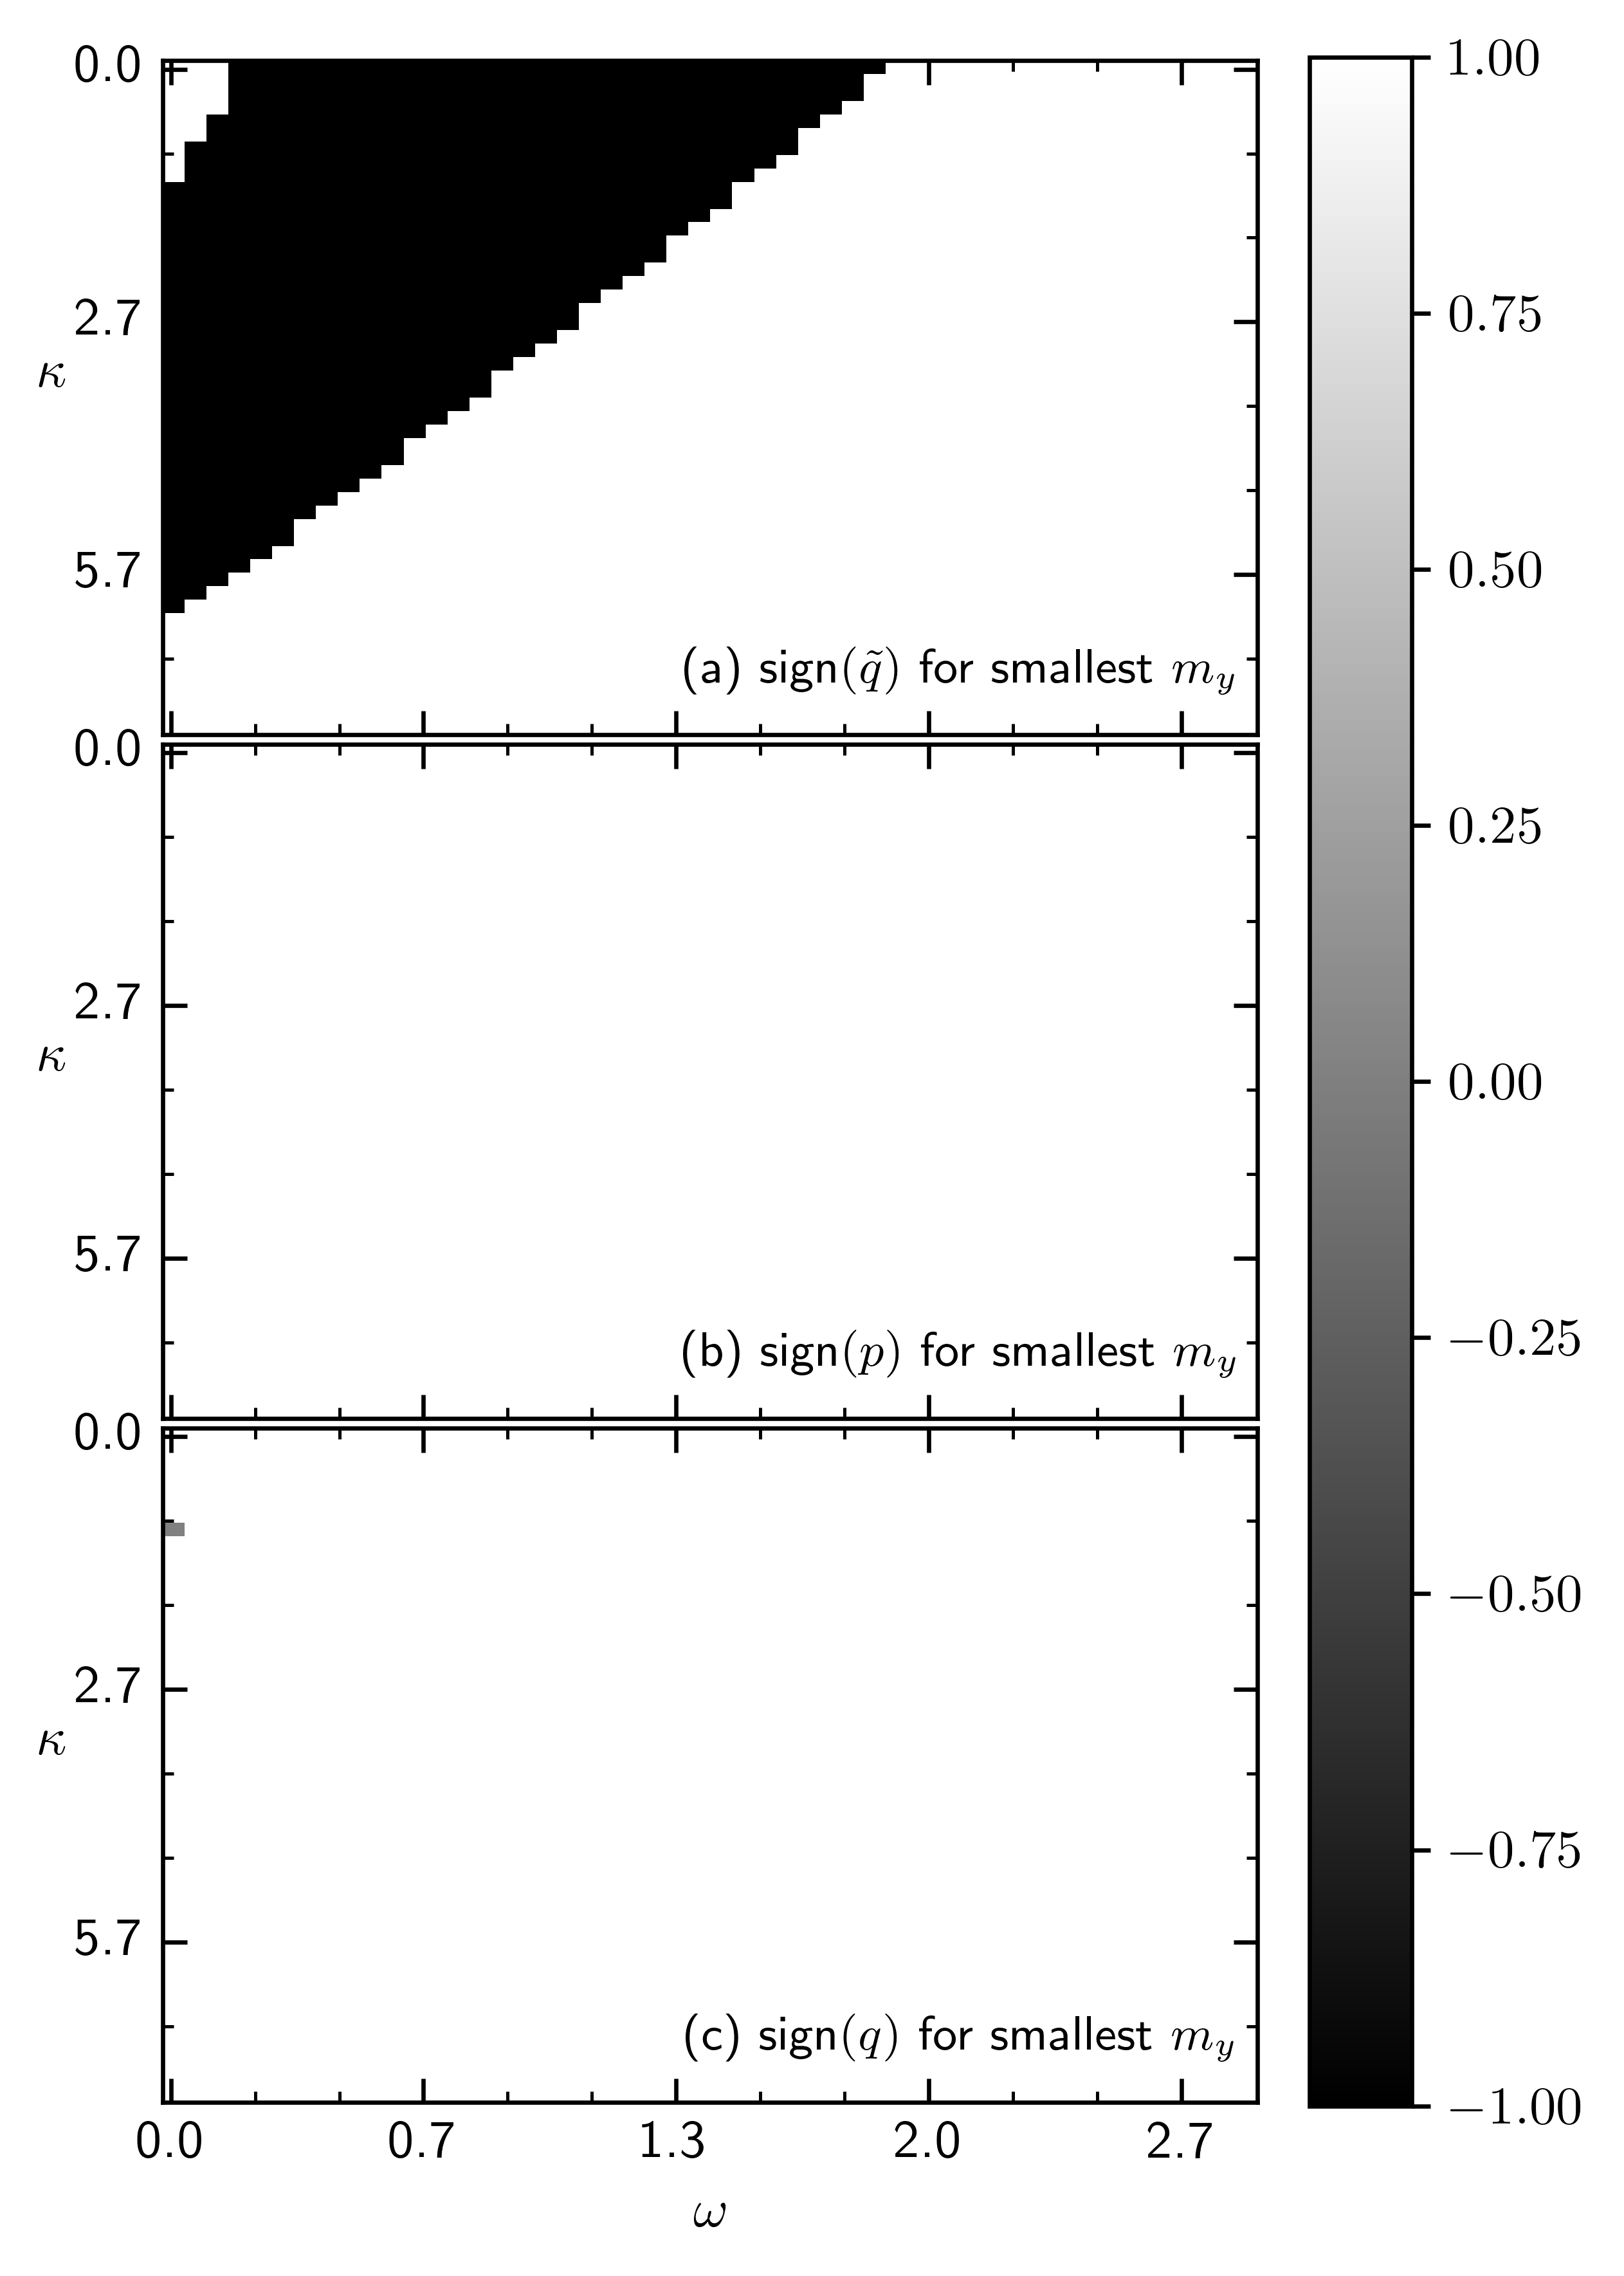 0.0
2.7
κ
5.7
(a) sign(q̃) for smallest m_y
0.0
2.7
κ
5.7
(b) sign(p) for smallest m_y
0.0
2.7
κ
5.7
(c) sign(q) for smallest m_y
0.0 0.7 1.3 2.0 2.7
ω
1.00
0.75
0.50
0.25
0.00
−0.25
−0.50
−0.75
−1.00